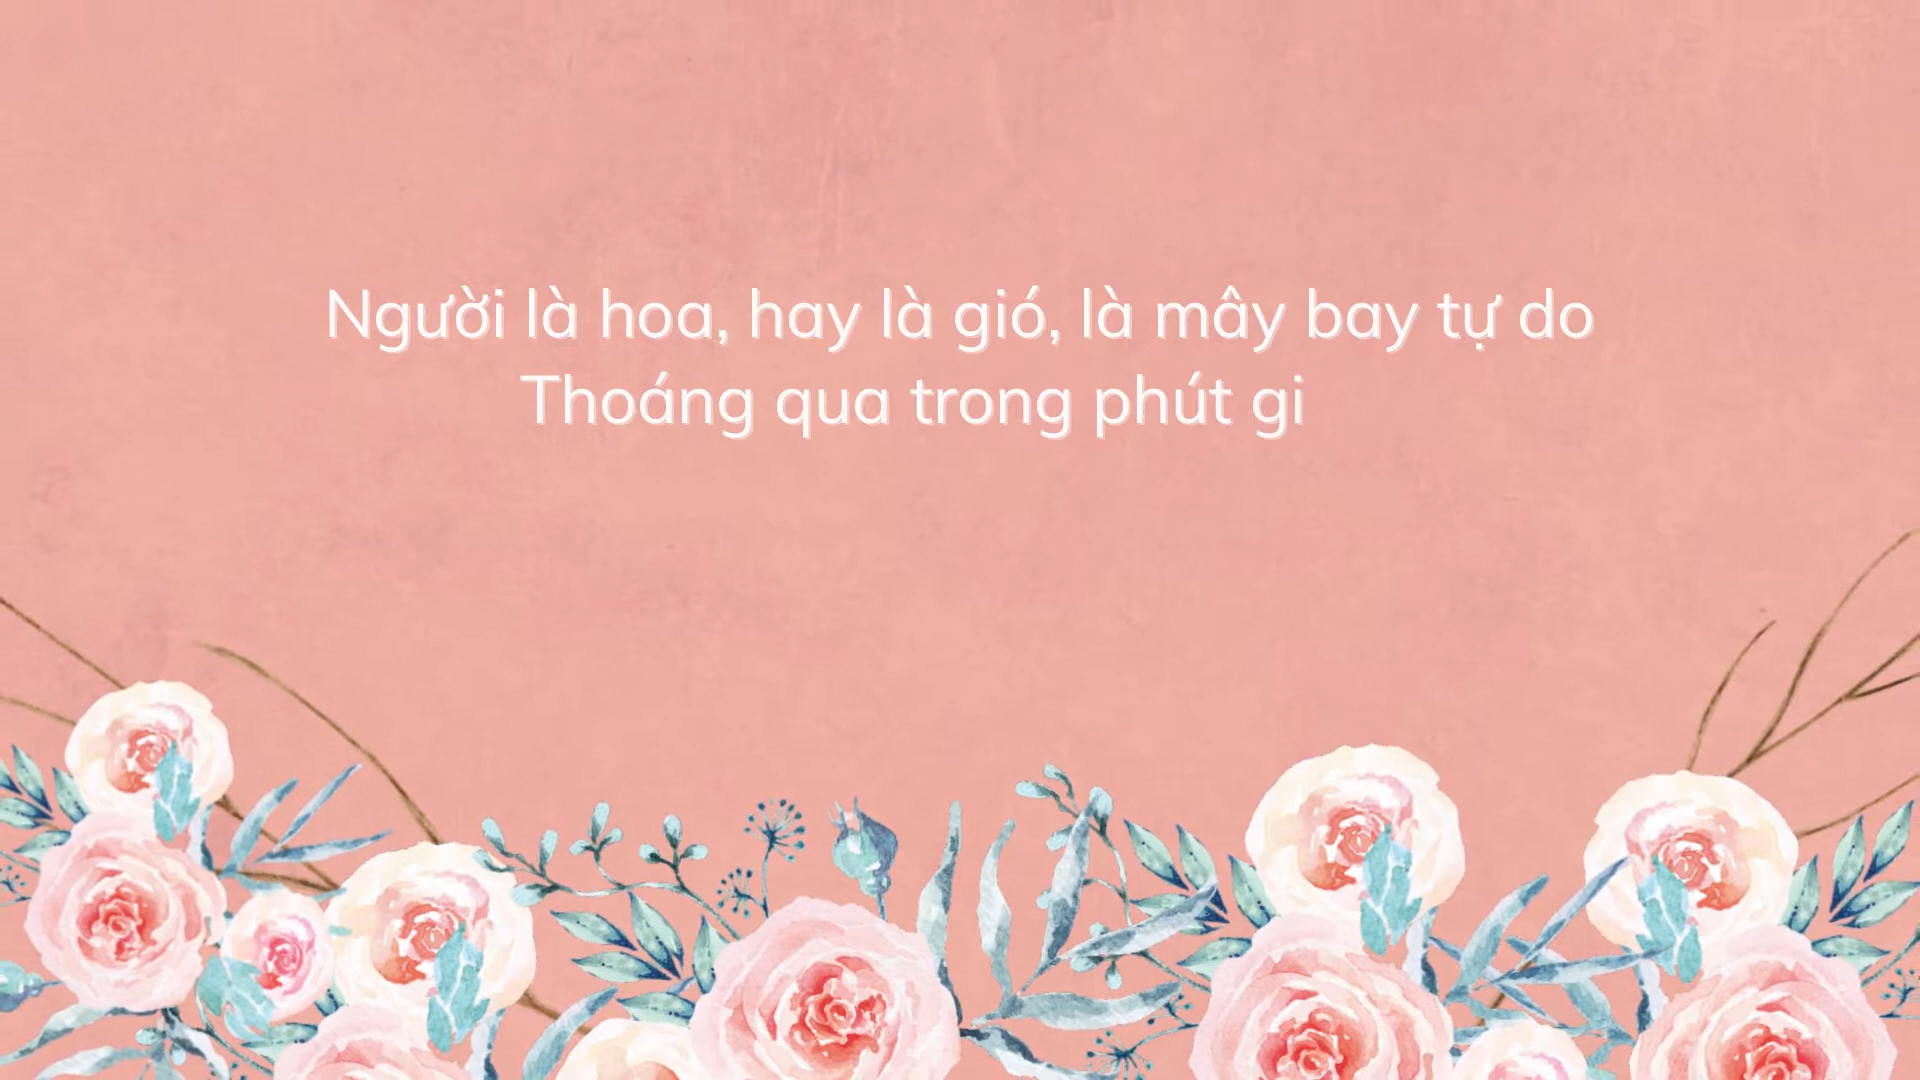 Người là hoa, hay là gió, là mây bay tự do
Thoáng qua trong phút gi